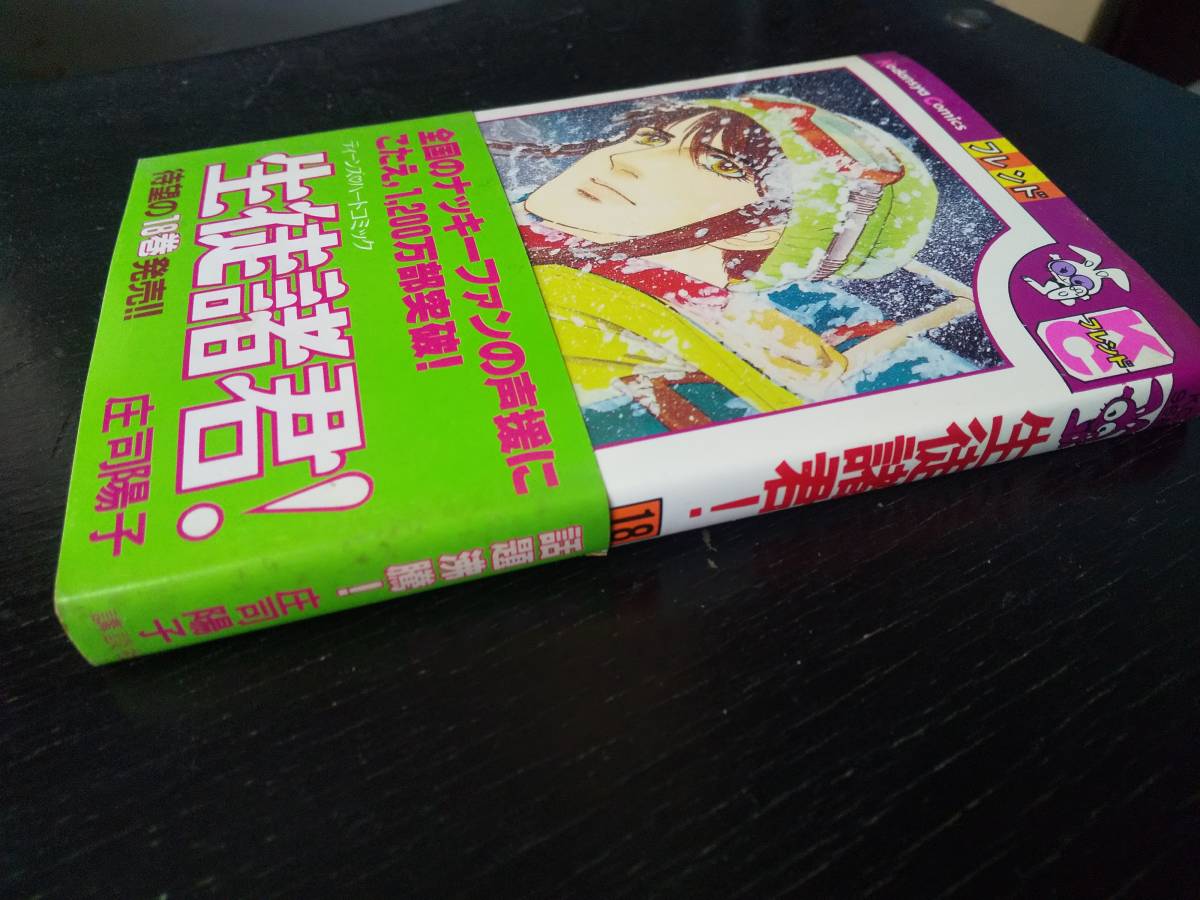 Kodansya Comics
フレンド
KC
フレンド
全国のナッキーファンの声援に
こたえ、1,200万部突破!
ティーンズのハートコミック
生徒諸君!
待望の18巻発売!!!
庄司陽子
生徒諸君!
18
話題沸騰!
庄司陽子